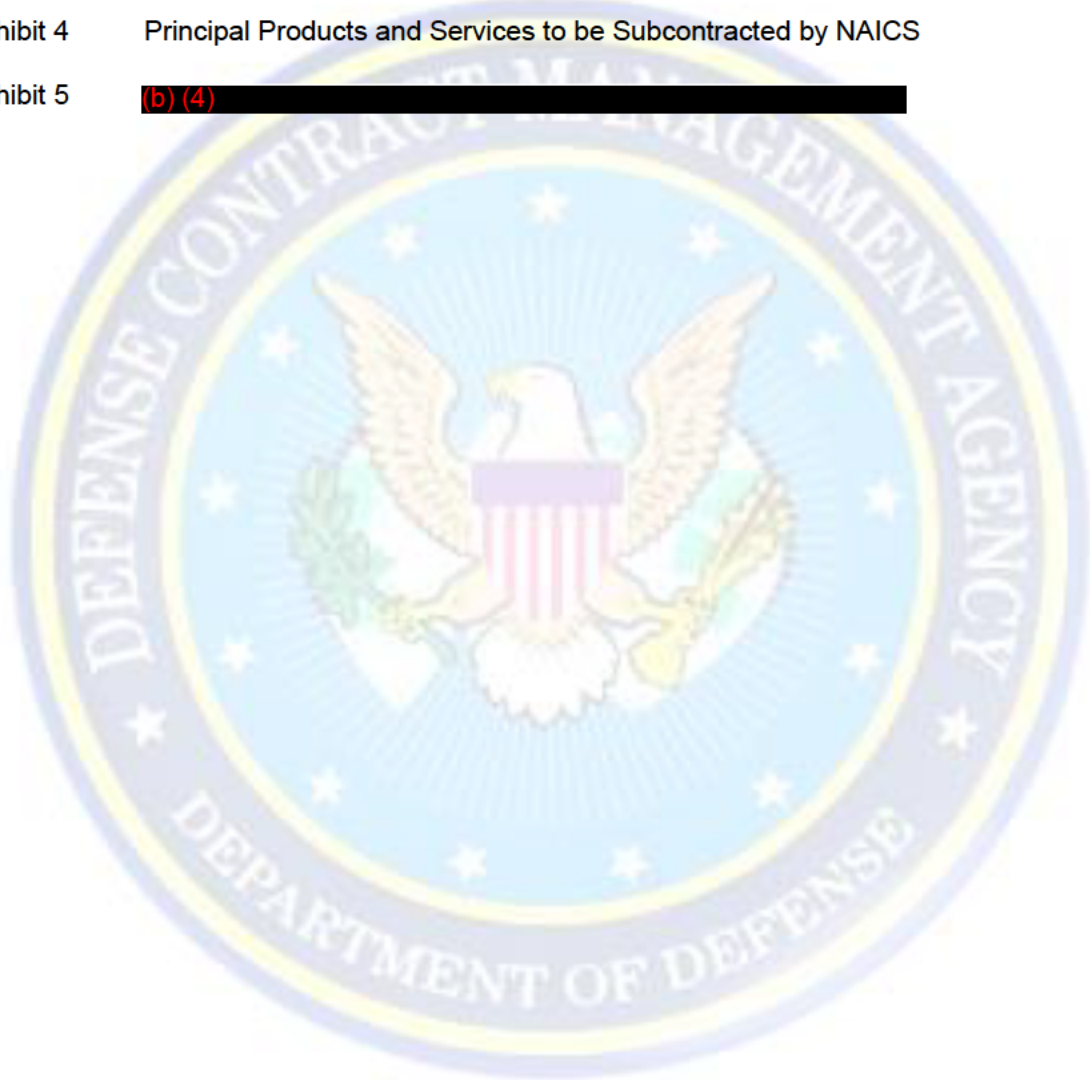 hibit 4 Principal Products and Services to be Subcontracted by NAICS
hibit 5 (b) (4)
DEFENSE CONTRACT MANAGEMENT AGENCY
DEPARTMENT OF DEFENSE